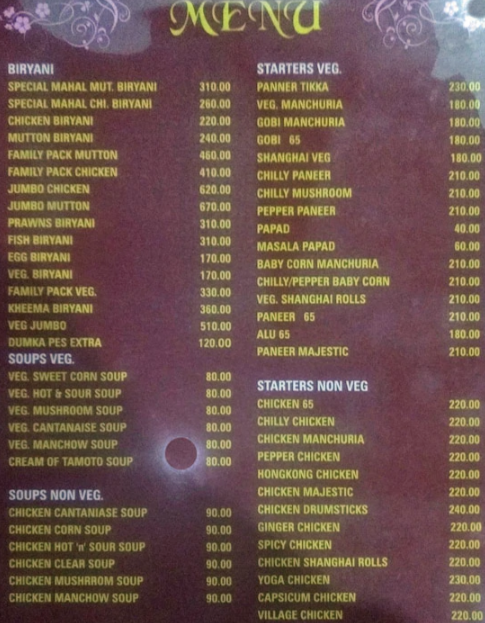 MENU
BIRYANI
SPECIAL MAHAL MUT. BIRYANI 310.00
SPECIAL MAHAL CHI. BIRYANI 260.00
CHICKEN BIRYANI 220.00
MUTTON BIRYANI 240.00
FAMILY PACK MUTTON 460.00
FAMILY PACK CHICKEN 410.00
JUMBO CHICKEN 620.00
JUMBO MUTTON 670.00
PRAWNS BIRYANI 310.00
FISH BIRYANI 310.00
EGG BIRYANI 170.00
VEG. BIRYANI 170.00
FAMILY PACK VEG. 330.00
KHEEMA BIRYANI 360.00
VEG JUMBO 510.00
DUMKA PES EXTRA 120.00
SOUPS VEG.
VEG. SWEET CORN SOUP 80.00
VEG. HOT & SOUR SOUP 80.00
VEG. MUSHROOM SOUP 80.00
VEG. CANTANAISE SOUP 80.00
VEG. MANCHOW SOUP 80.00
CREAM OF TAMOTO SOUP 80.00
SOUPS NON VEG.
CHICKEN CANTANIASE SOUP 90.00
CHICKEN CORN SOUP 90.00
CHICKEN HOT 'n' SOUR SOUP 90.00
CHICKEN CLEAR SOUP 90.00
CHICKEN MUSHRROM SOUP 90.00
CHICKEN MANCHOW SOUP 90.00
STARTERS VEG.
PANNER TIKKA 230.00
VEG. MANCHURIA 180.00
GOBI MANCHURIA 180.00
GOBI 65 180.00
SHANGHAI VEG 180.00
CHILLY PANEER 210.00
CHILLY MUSHROOM 210.00
PEPPER PANEER 210.00
PAPAD 40.00
MASALA PAPAD 60.00
BABY CORN MANCHURIA 210.00
CHILLY/PEPPER BABY CORN 210.00
VEG. SHANGHAI ROLLS 210.00
PANEER 65 210.00
ALU 65 180.00
PANEER MAJESTIC 210.00
STARTERS NON VEG
CHICKEN 65 220.00
CHILLY CHICKEN 220.00
CHICKEN MANCHURIA 220.00
PEPPER CHICKEN 220.00
HONGKONG CHICKEN 220.00
CHICKEN MAJESTIC 220.00
CHICKEN DRUMSTICKS 240.00
GINGER CHICKEN 220.00
SPICY CHICKEN 220.00
CHICKEN SHANGHAI ROLLS 220.00
YOGA CHICKEN 230.00
CAPSICUM CHICKEN 220.00
VILLAGE CHICKEN 220.00